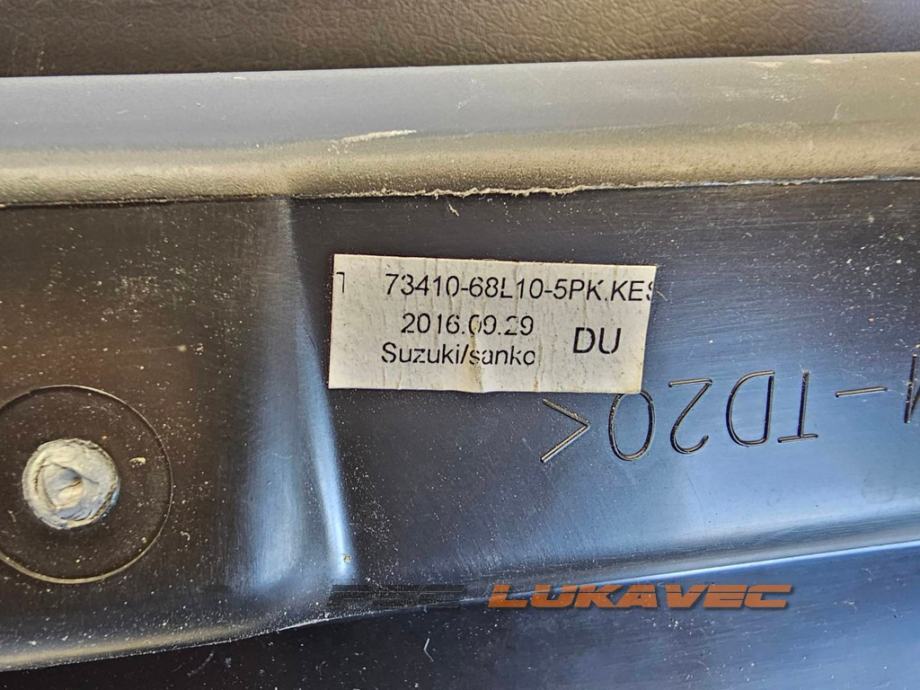 73410-68L10-5PK.KES
2016.09.29
DU
Suzuki/sanko
-TD20<
LUKAVEC